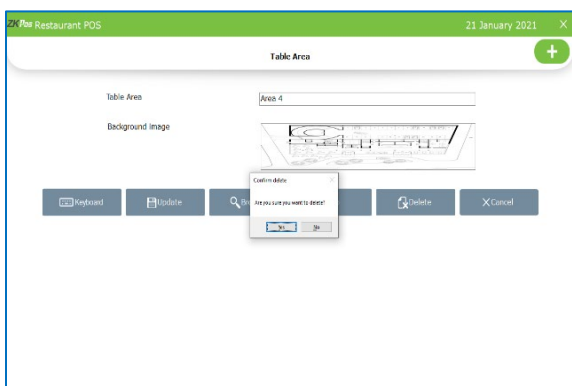 ZKPos Restaurant POS 21 January 2021 X
Table Area
Table Area Area 4
Background Image
Confirm delete
Are you sure you want to delete?
Yes No
Keyboard Update Delete Cancel